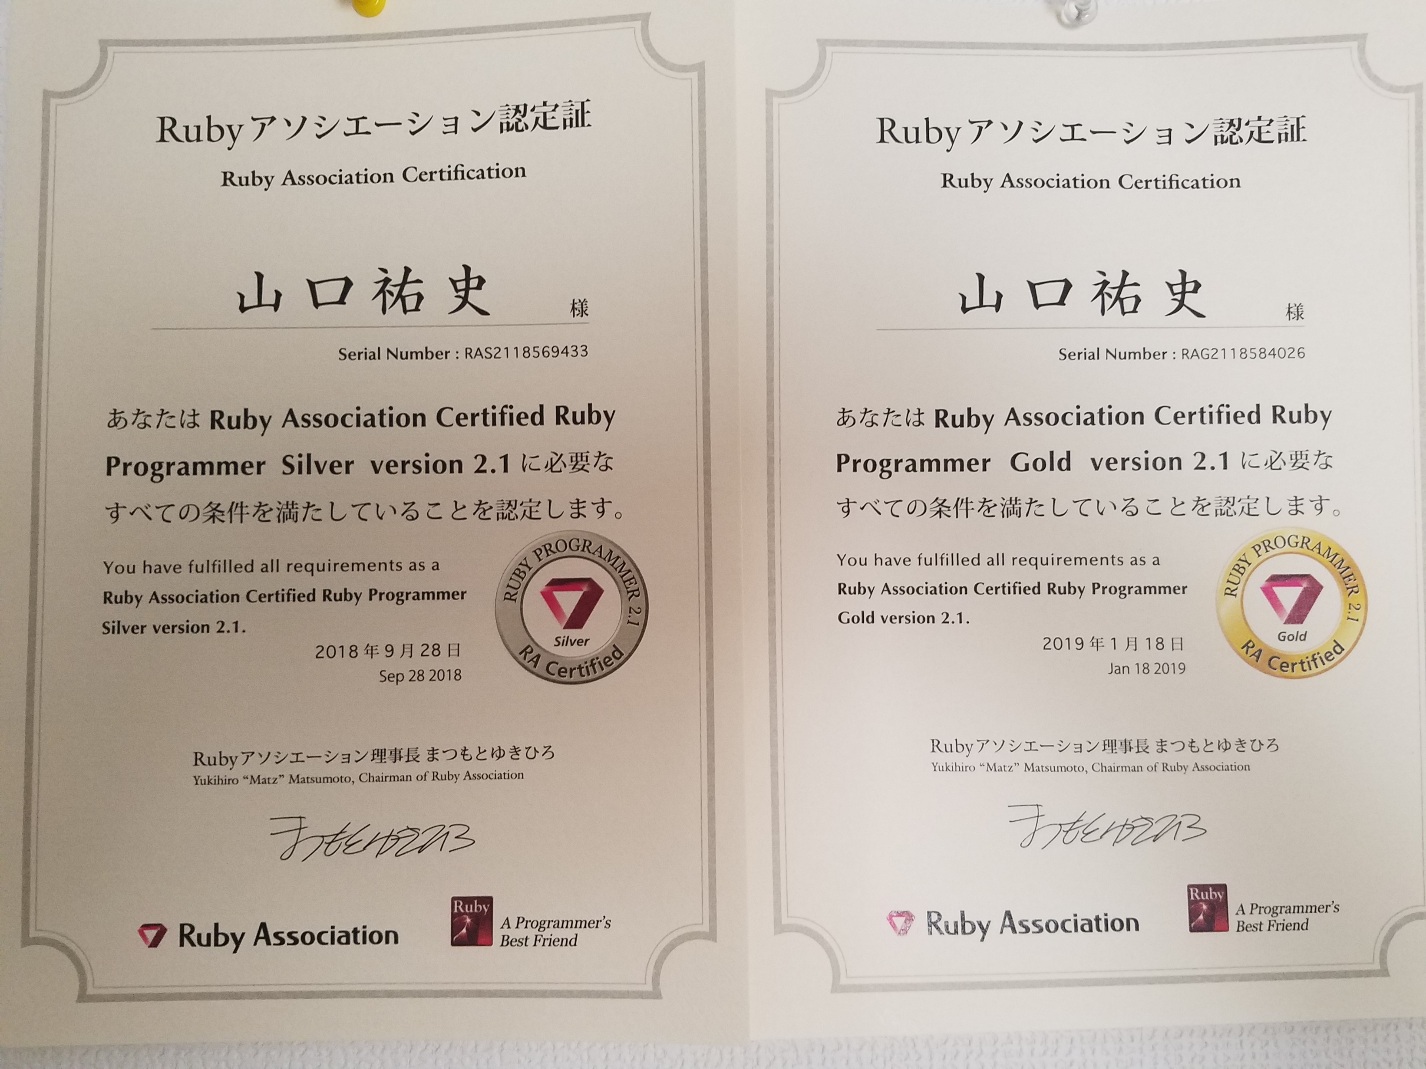 Rubyアソシエーション認定証
Ruby Association Certification
山口祐史 様
Serial Number : RAS2118569433
あなたは Ruby Association Certified Ruby
Programmer Silver version 2.1 に必要な
すべての条件を満たしていることを認定します。
You have fulfilled all requirements as a
Ruby Association Certified Ruby Programmer
Silver version 2.1.
2018年9月28日
Sep 28 2018
RUBY PROGRAMMER 2.1
Silver
RA Certified
Rubyアソシエーション理事長 まつもとゆきひろ
Yukihiro “Matz” Matsumoto, Chairman of Ruby Association
まつもとゆきひろ
Ruby Association
Ruby
A Programmer's
Best Friend
Rubyアソシエーション認定証
Ruby Association Certification
山口祐史 様
Serial Number : RAG2118584026
あなたは Ruby Association Certified Ruby
Programmer Gold version 2.1 に必要な
すべての条件を満たしていることを認定します。
You have fulfilled all requirements as a
Ruby Association Certified Ruby Programmer
Gold version 2.1.
2019年1月18日
Jan 18 2019
RUBY PROGRAMMER 2.1
Gold
RA Certified
Rubyアソシエーション理事長 まつもとゆきひろ
Yukihiro “Matz” Matsumoto, Chairman of Ruby Association
まつもとゆきひろ
Ruby Association
Ruby
A Programmer's
Best Friend